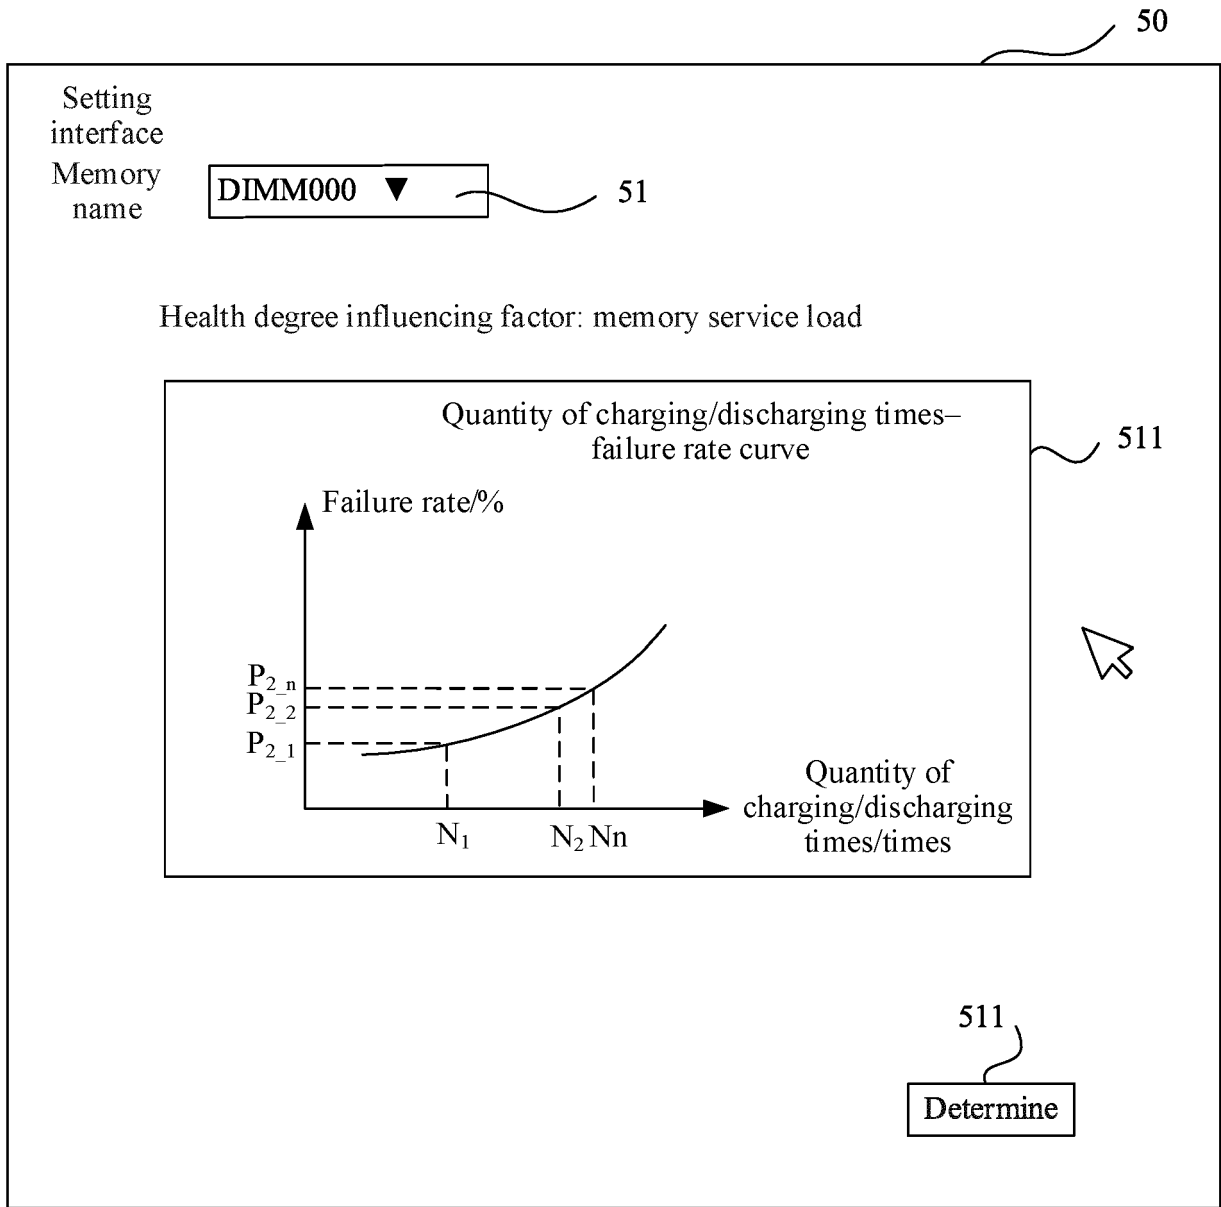 50
Setting
interface
Memory
name
DIMM000 ▼
51
Health degree influencing factor: memory service load
Quantity of charging/discharging times–
failure rate curve
511
Failure rate/%
P2_n
P2_2
P2_1
N1
N2
Nn
Quantity of
charging/discharging
times/times
511
Determine